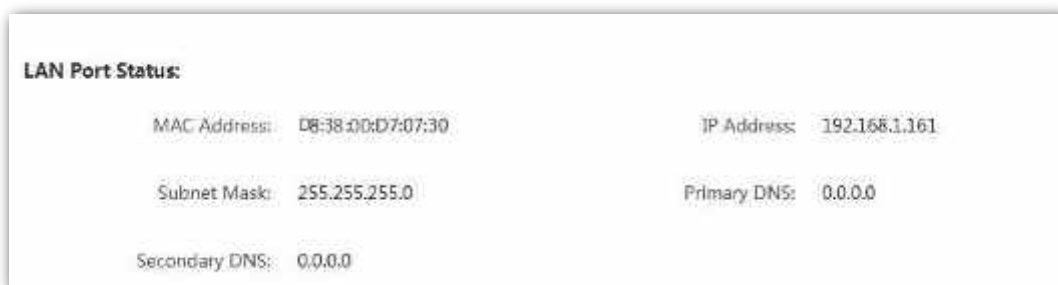 LAN Port Status:
MAC Address: D8:38:0D:D7:07:30 IP Address: 192.168.1.161
Subnet Mask: 255.255.255.0 Primary DNS: 0.0.0.0
Secondary DNS: 0.0.0.0